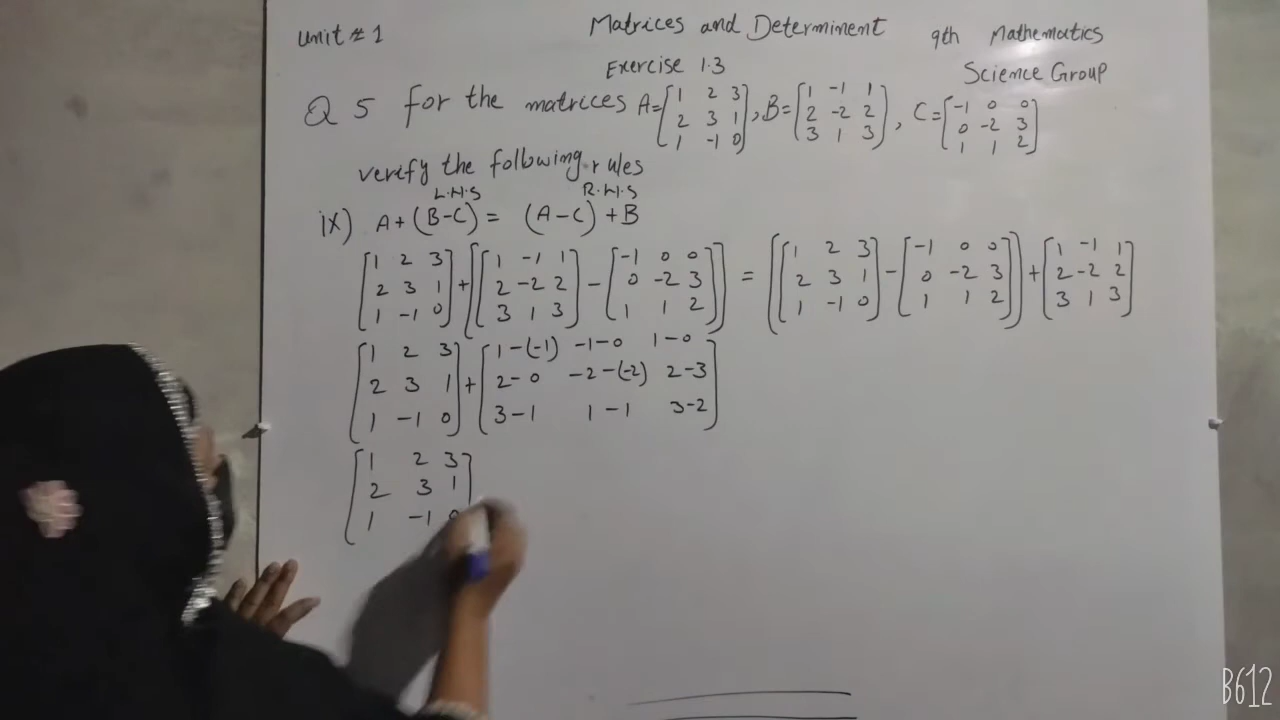 Unit # 1 Matrices and Determinent 9th Mathematics
Exercise 1.3 Science Group
Q 5 for the matrices A=[1 2 3 , B=[1 -1 1 , C=[-1 0 0
2 3 1 2 -2 2 0 -2 3
1 -1 0] 3 1 3] 1 1 2]
verify the following rules
L.H.S R.H.S
IX) A+(B-C) = (A-C)+B
[1 2 3 + [[1 -1 1 - [-1 0 0 = [[1 2 3 - [-1 0 0 + [1 -1 1
2 3 1 2 -2 2 0 -2 3 2 3 1 0 -2 3 2 -2 2
1 -1 0] 3 1 3] 1 1 2]] 1 -1 0] 1 1 2]] 3 1 3]
[1 2 3 + [1-(-1) -1-0 1-0
2 3 1 2-0 -2-(-2) 2-3
1 -1 0] 3-1 1-1 3-2]
[1 2 3
2 3 1
1 -1 0
B612